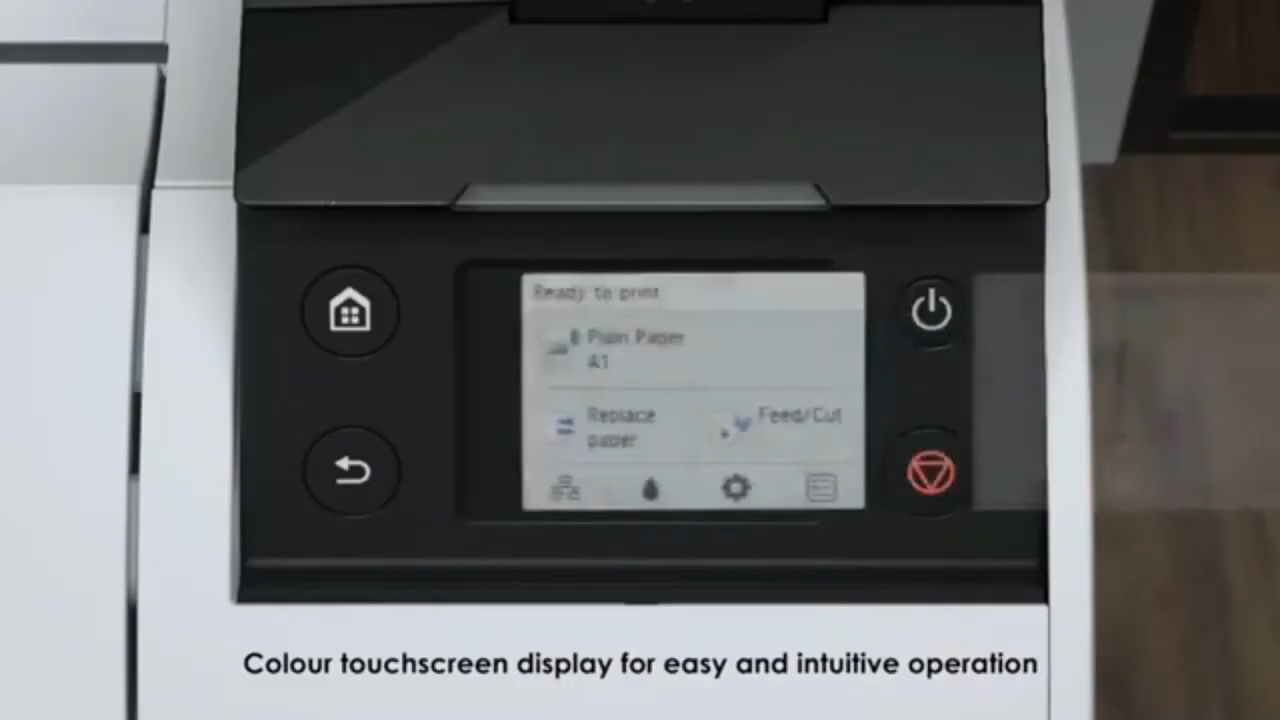 Ready to print
Plain Paper
A1
Replace
paper
Feed/Cut
Colour touchscreen display for easy and intuitive operation